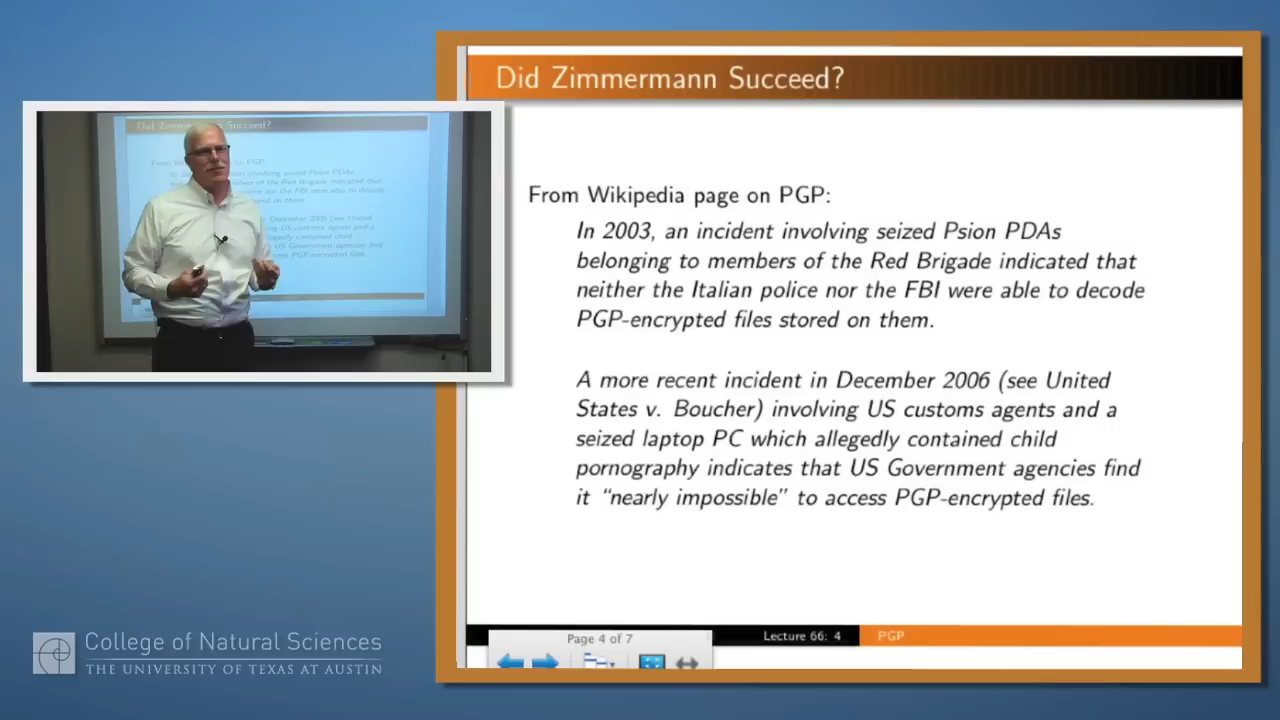 Did Zimmermann Succeed?
From Wikipedia page on PGP:
In 2003, an incident involving seized Psion PDAs
belonging to members of the Red Brigade indicated that
neither the Italian police nor the FBI were able to decode
PGP-encrypted files stored on them.
A more recent incident in December 2006 (see United
States v. Boucher) involving US customs agents and a
seized laptop PC which allegedly contained child
pornography indicates that US Government agencies find
it “nearly impossible” to access PGP-encrypted files.
Page 4 of 7
Lecture 66: 4
PGP
College of Natural Sciences
THE UNIVERSITY OF TEXAS AT AUSTIN